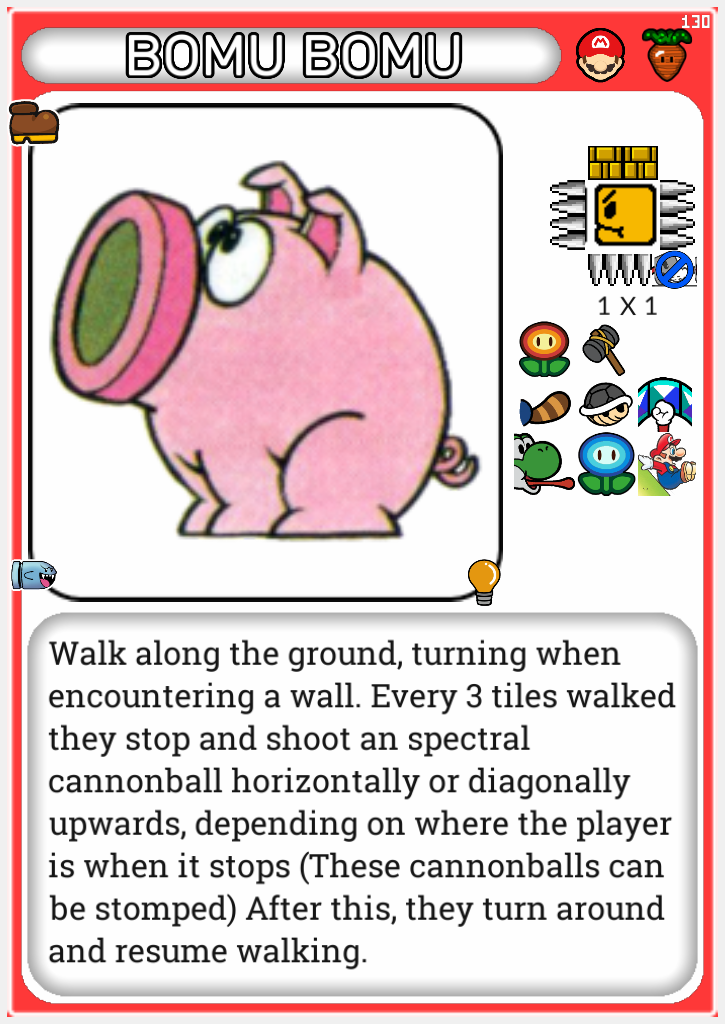 130
BOMU BOMU
M
1 X 1
Walk along the ground, turning when
encountering a wall. Every 3 tiles walked
they stop and shoot an spectral
cannonball horizontally or diagonally
upwards, depending on where the player
is when it stops (These cannonballs can
be stomped) After this, they turn around
and resume walking.